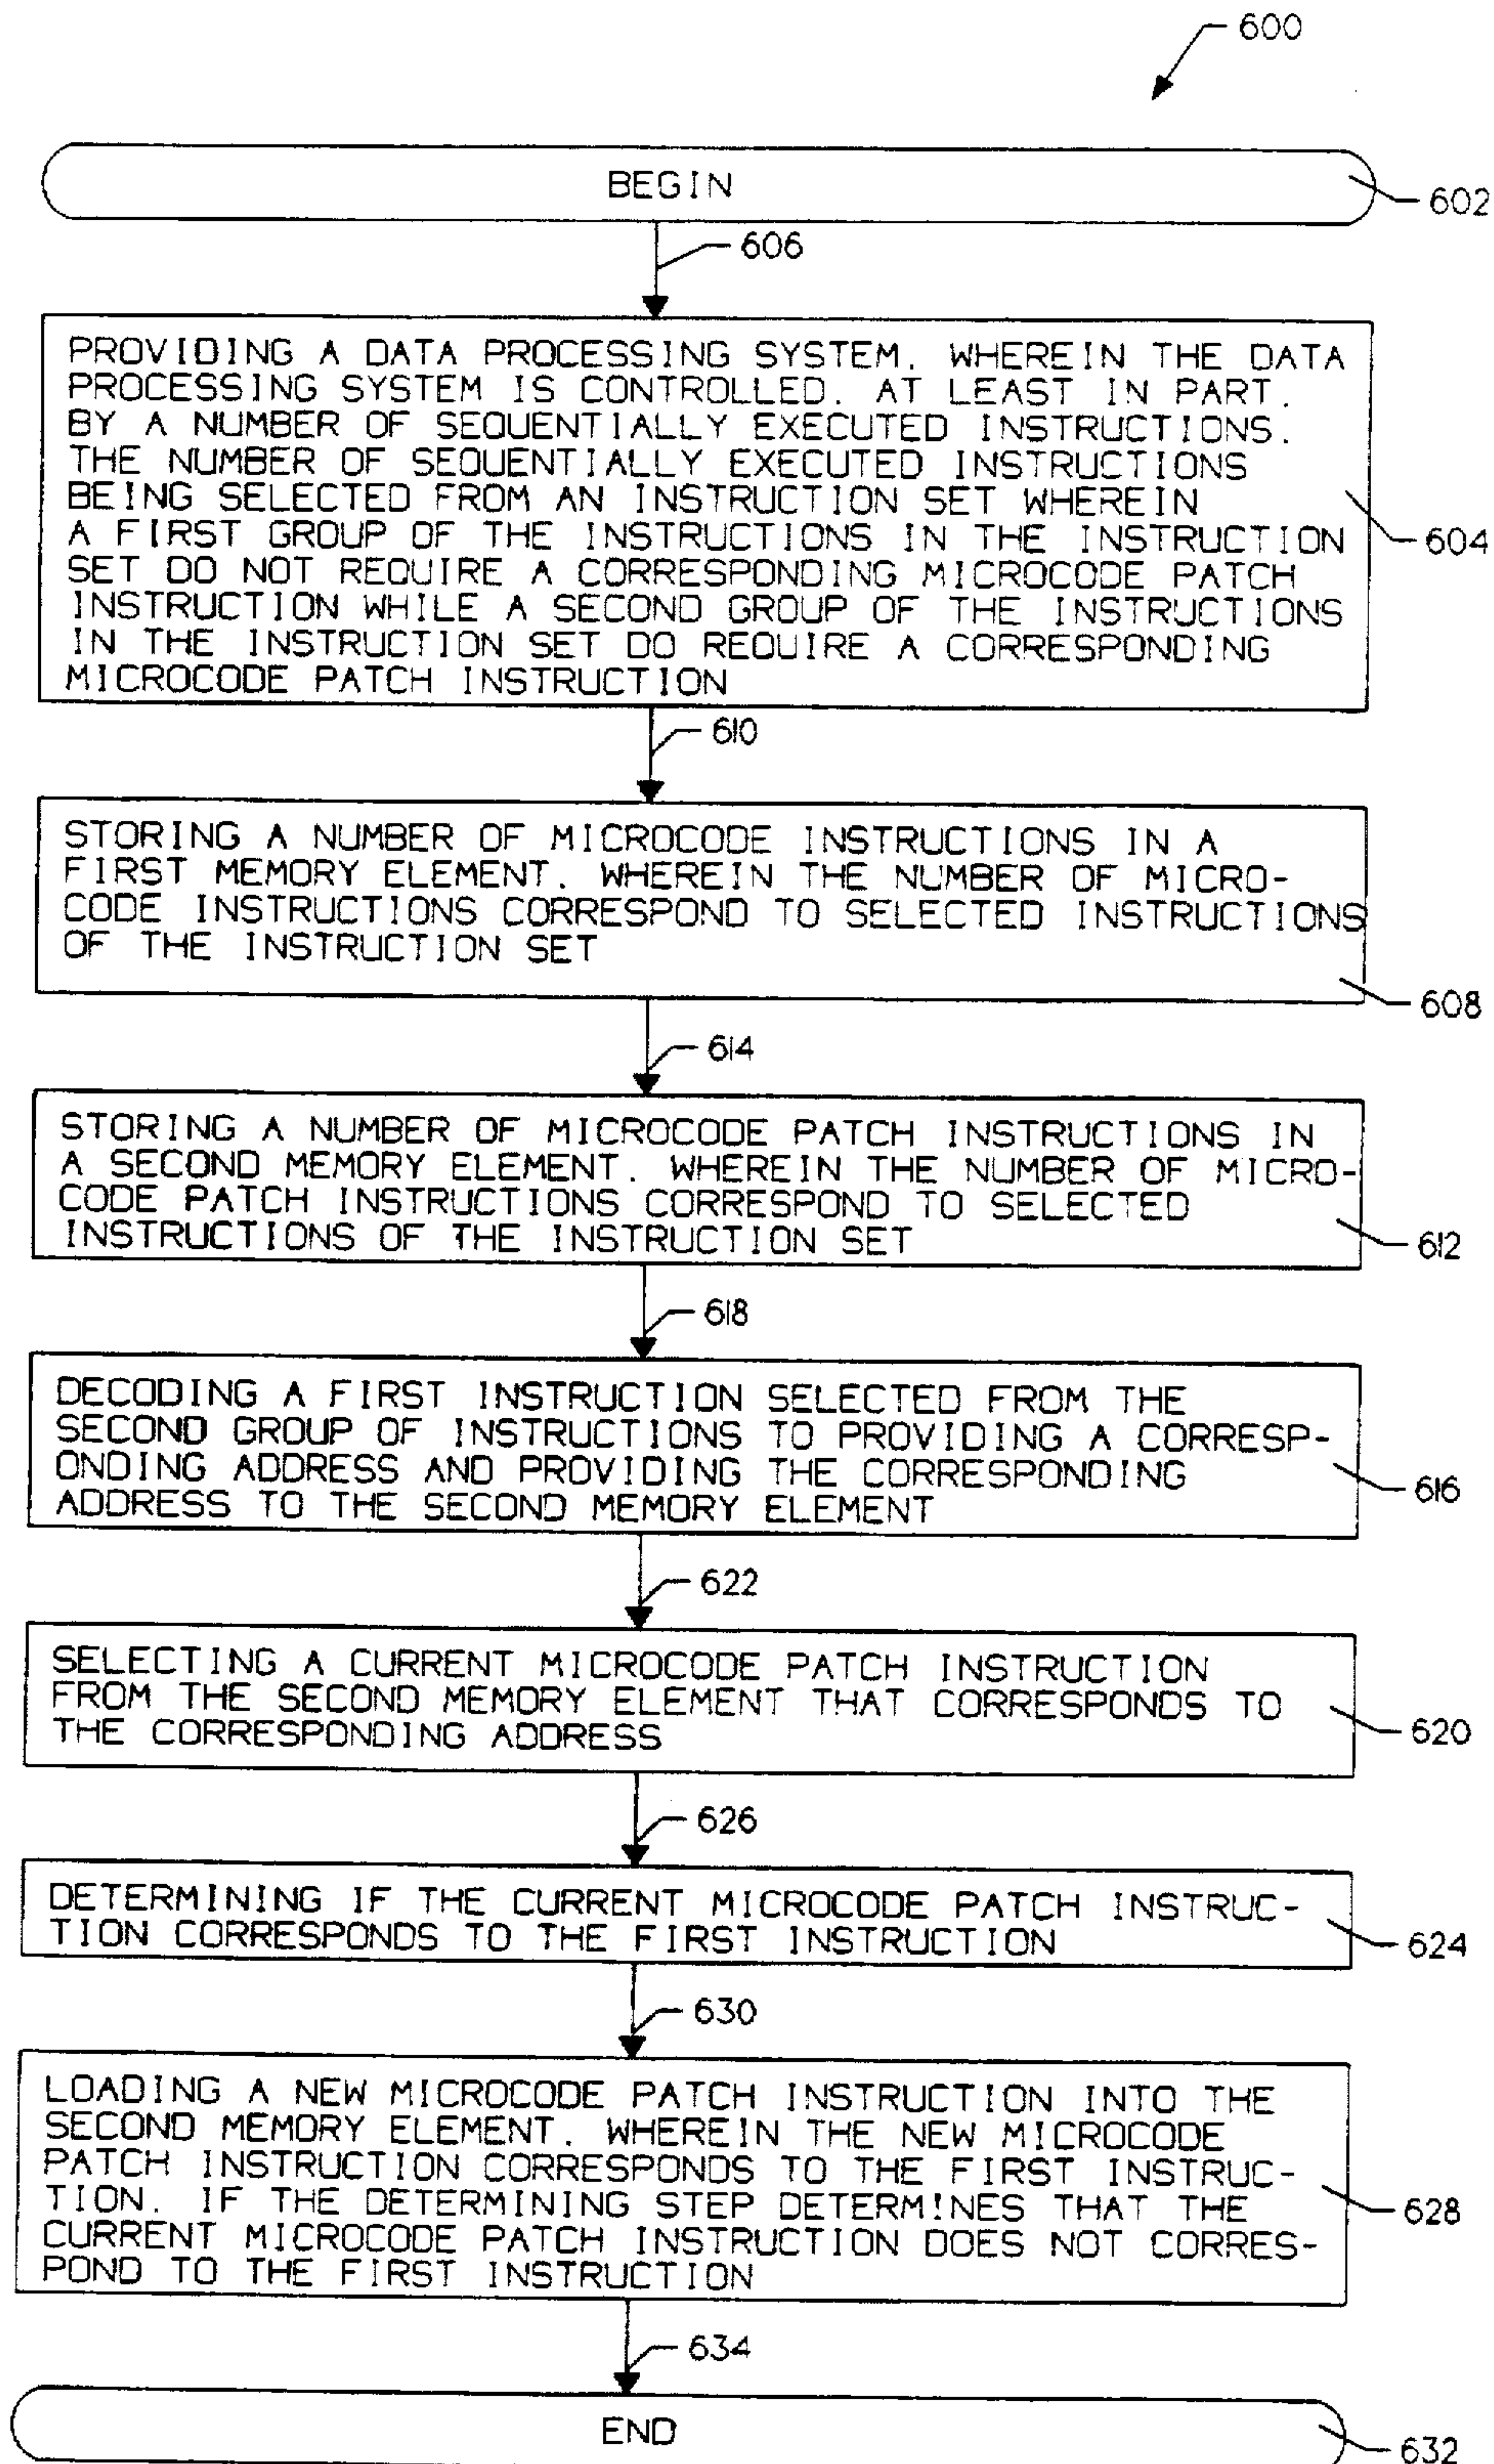 600
BEGIN
602
606
PROVIDING A DATA PROCESSING SYSTEM. WHEREIN THE DATA
PROCESSING SYSTEM IS CONTROLLED. AT LEAST IN PART.
BY A NUMBER OF SEQUENTIALLY EXECUTED INSTRUCTIONS.
THE NUMBER OF SEQUENTIALLY EXECUTED INSTRUCTIONS
BEING SELECTED FROM AN INSTRUCTION SET WHEREIN
A FIRST GROUP OF THE INSTRUCTIONS IN THE INSTRUCTION
SET DO NOT REQUIRE A CORRESPONDING MICROCODE PATCH
INSTRUCTION WHILE A SECOND GROUP OF THE INSTRUCTIONS
IN THE INSTRUCTION SET DO REQUIRE A CORRESPONDING
MICROCODE PATCH INSTRUCTION
604
610
STORING A NUMBER OF MICROCODE INSTRUCTIONS IN A
FIRST MEMORY ELEMENT. WHEREIN THE NUMBER OF MICRO-
CODE INSTRUCTIONS CORRESPOND TO SELECTED INSTRUCTIONS
OF THE INSTRUCTION SET
608
614
STORING A NUMBER OF MICROCODE PATCH INSTRUCTIONS IN
A SECOND MEMORY ELEMENT. WHEREIN THE NUMBER OF MICRO-
CODE PATCH INSTRUCTIONS CORRESPOND TO SELECTED
INSTRUCTIONS OF THE INSTRUCTION SET
612
618
DECODING A FIRST INSTRUCTION SELECTED FROM THE
SECOND GROUP OF INSTRUCTIONS TO PROVIDING A CORRESP-
ONDING ADDRESS AND PROVIDING THE CORRESPONDING
ADDRESS TO THE SECOND MEMORY ELEMENT
616
622
SELECTING A CURRENT MICROCODE PATCH INSTRUCTION
FROM THE SECOND MEMORY ELEMENT THAT CORRESPONDS TO
THE CORRESPONDING ADDRESS
620
626
DETERMINING IF THE CURRENT MICROCODE PATCH INSTRUC-
TION CORRESPONDS TO THE FIRST INSTRUCTION
624
630
LOADING A NEW MICROCODE PATCH INSTRUCTION INTO THE
SECOND MEMORY ELEMENT. WHEREIN THE NEW MICROCODE
PATCH INSTRUCTION CORRESPONDS TO THE FIRST INSTRUC-
TION. IF THE DETERMINING STEP DETERMINES THAT THE
CURRENT MICROCODE PATCH INSTRUCTION DOES NOT CORRES-
POND TO THE FIRST INSTRUCTION
628
634
END
632